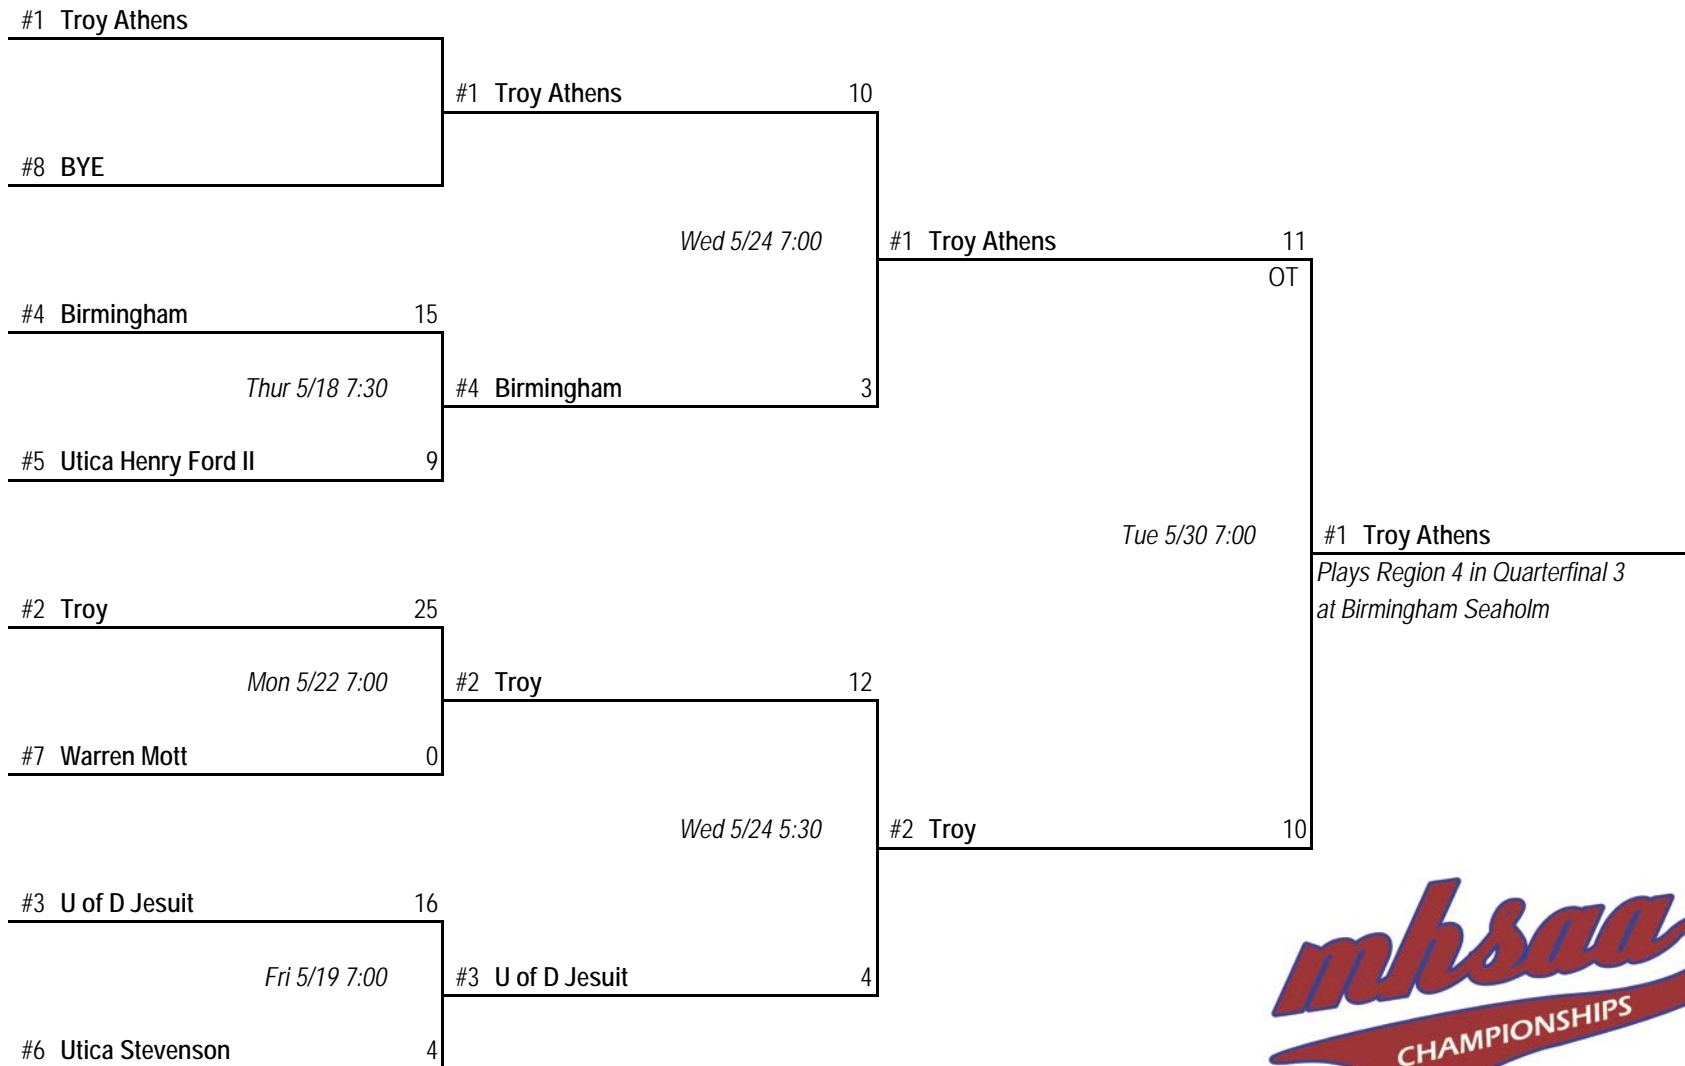 #1 Troy Athens
#1 Troy Athens 10
#8 BYE
Wed 5/24 7:00 #1 Troy Athens 11
OT
#4 Birmingham 15
Thur 5/18 7:30 #4 Birmingham 3
#5 Utica Henry Ford II 9
Tue 5/30 7:00 #1 Troy Athens
Plays Region 4 in Quarterfinal 3
#2 Troy 25 at Birmingham Seaholm
Mon 5/22 7:00 #2 Troy 12
#7 Warren Mott 0
Wed 5/24 5:30 #2 Troy 10
#3 U of D Jesuit 16
Fri 5/19 7:00 #3 U of D Jesuit 4
#6 Utica Stevenson 4
mhsaa
CHAMPIONSHIPS